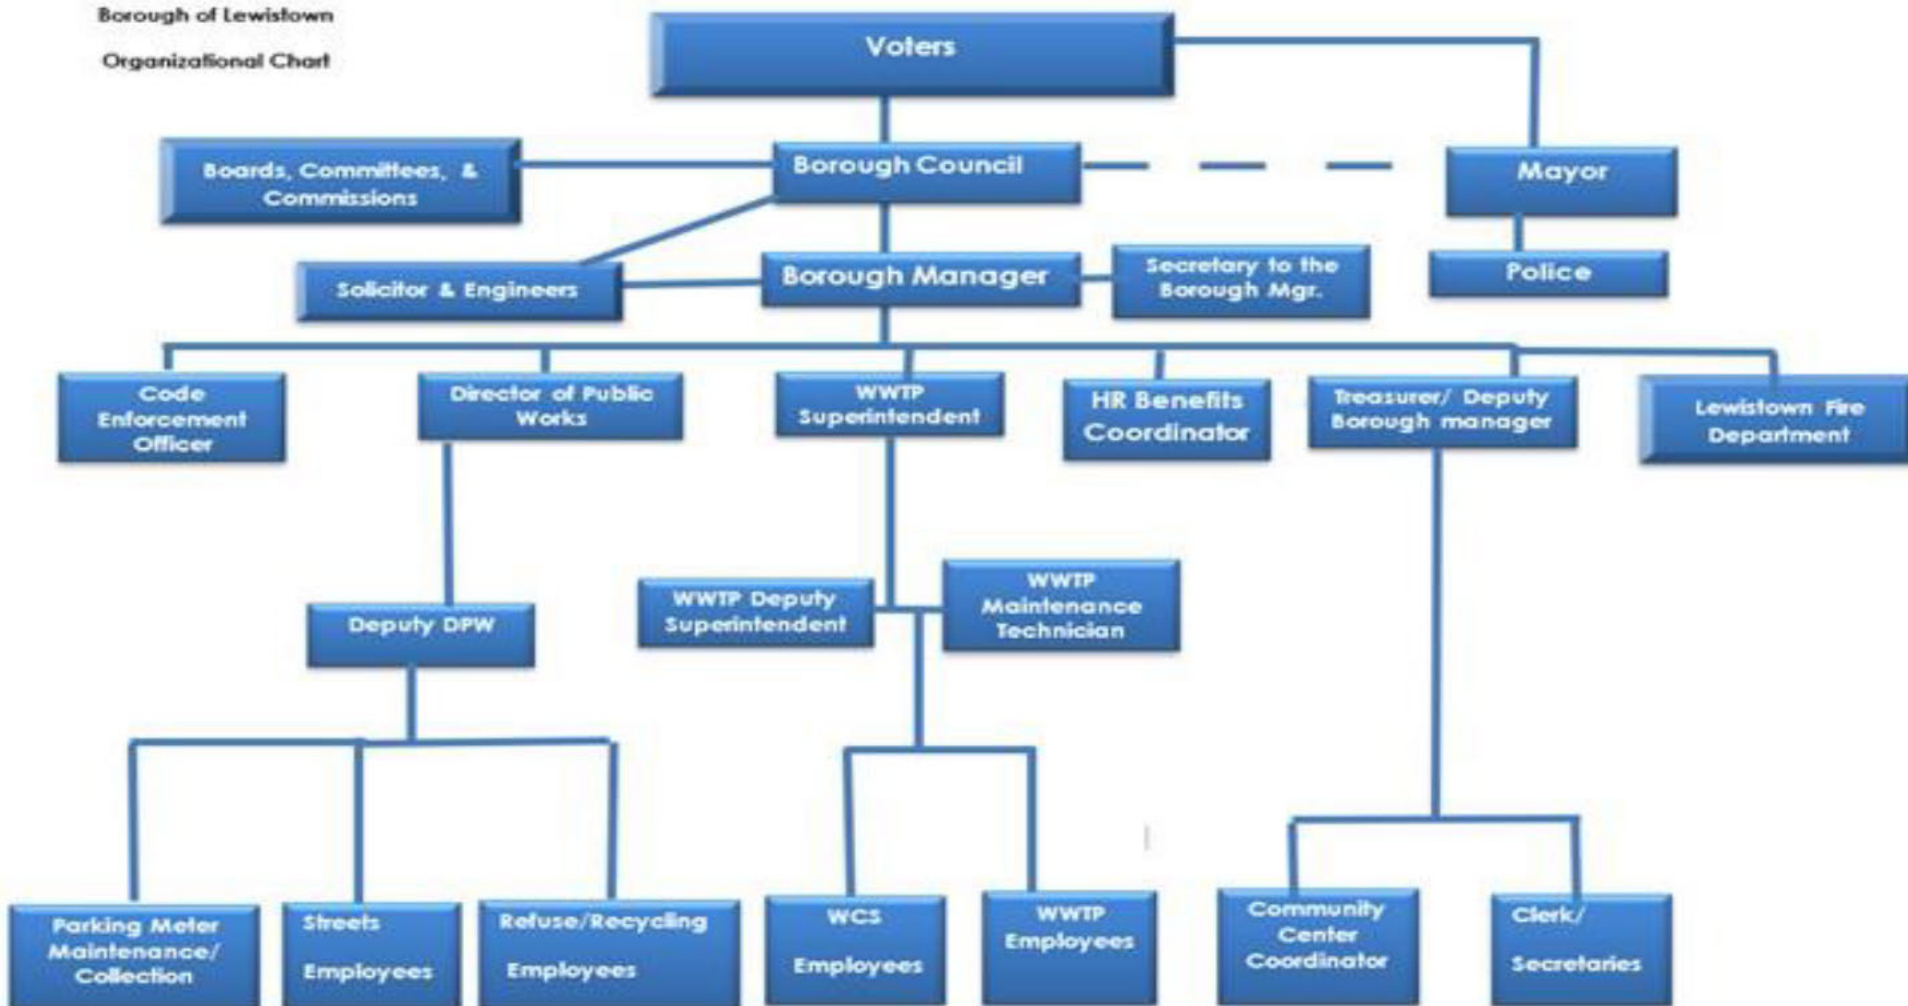 Borough of Lewistown
Organizational Chart
Voters
Boards, Committees, &
Commissions
Borough Council
Mayor
Solicitor & Engineers
Borough Manager
Secretary to the
Borough Mgr.
Police
Code
Enforcement
Officer
Director of Public
Works
WWTP
Superintendent
HR Benefits
Coordinator
Treasurer/ Deputy
Borough manager
Lewistown Fire
Department
Deputy DPW
WWTP Deputy
Superintendent
WWTP
Maintenance
Technician
Parking Meter
Maintenance/
Collection
Streets
Employees
Refuse/Recycling
Employees
WCS
Employees
WWTP
Employees
Community
Center
Coordinator
Clerk/
Secretaries